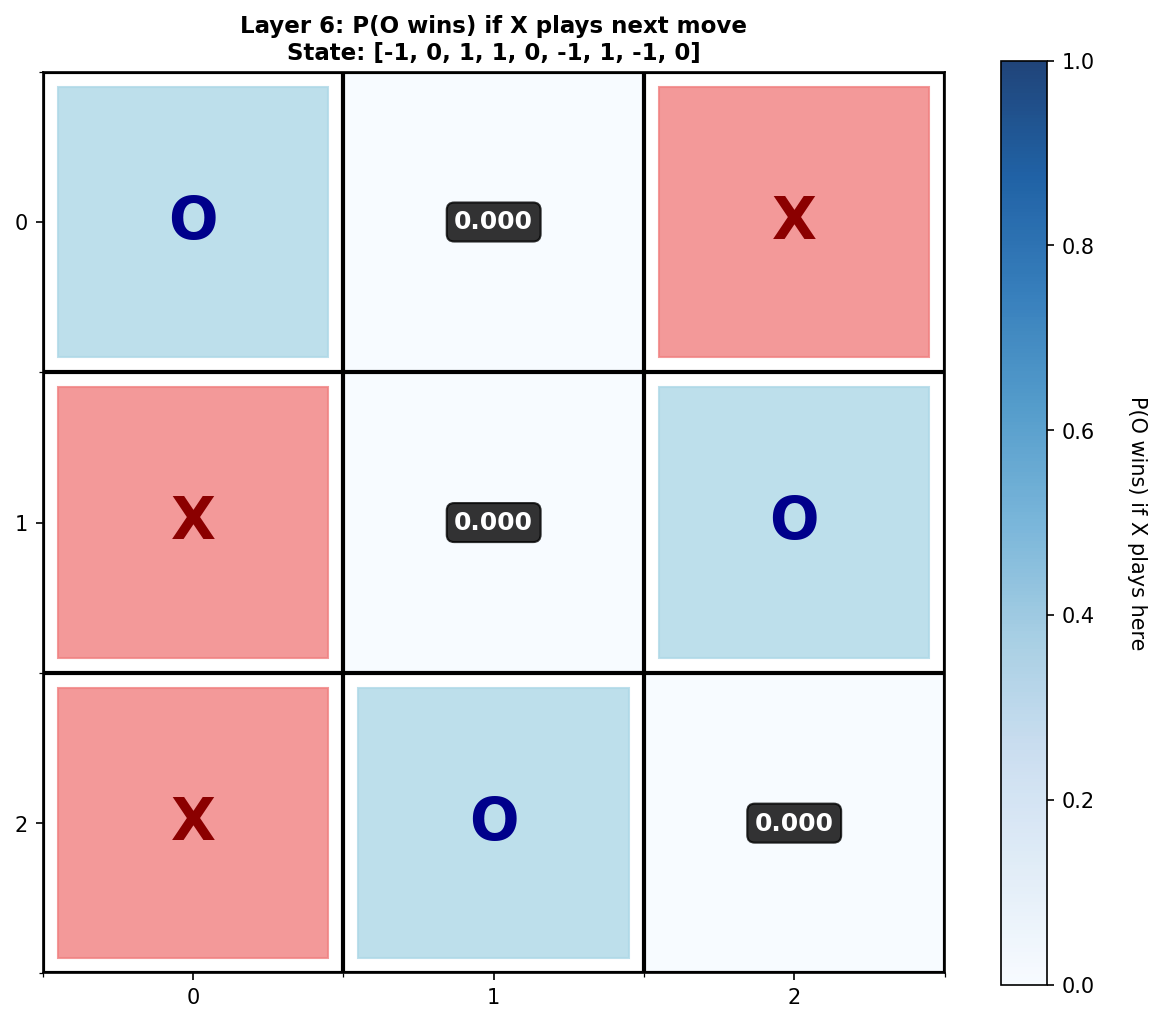 Layer 6: P(O wins) if X plays next move
State: [-1, 0, 1, 1, 0, -1, 1, -1, 0]
O
0.000
X
0
X
0.000
O
1
X
O
0.000
2
0
1
2
1.0
0.8
0.6
0.4
0.2
0.0
P(O wins) if X plays here